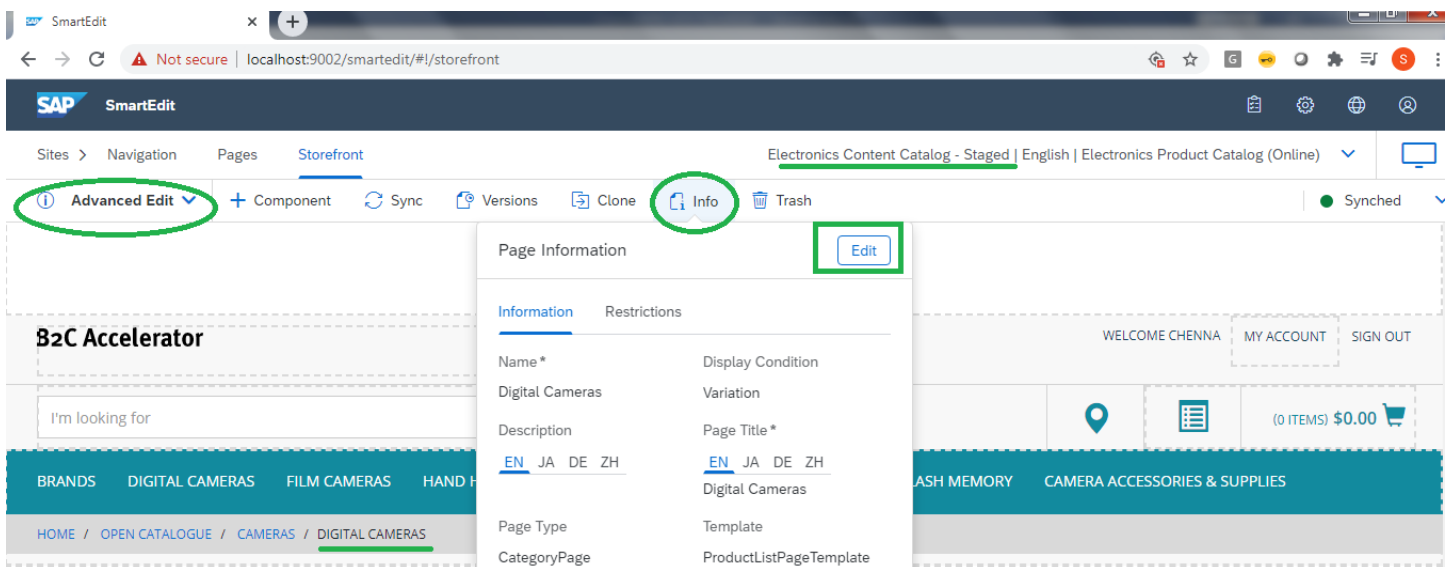 SmartEdit
Not secure | localhost:9002/smartedit/#!/storefront
G
S
SAP SmartEdit
Sites > Navigation Pages Storefront
Electronics Content Catalog - Staged | English | Electronics Product Catalog (Online)
Advanced Edit + Component Sync Versions Clone Info Trash
Synched
Page Information Edit
Information Restrictions
B2C Accelerator
WELCOME CHENNA MY ACCOUNT SIGN OUT
Name* Display Condition
Digital Cameras Variation
I'm looking for
(0 ITEMS) $0.00
Description Page Title*
EN JA DE ZH EN JA DE ZH
BRANDS DIGITAL CAMERAS FILM CAMERAS HAND H
ASH MEMORY CAMERA ACCESSORIES & SUPPLIES
Digital Cameras
HOME / OPEN CATALOGUE / CAMERAS / DIGITAL CAMERAS
Page Type Template
CategoryPage ProductListPageTemplate